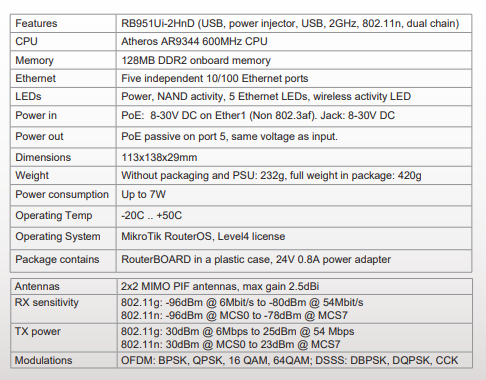 Features RB951Ui-2HnD (USB, power injector, USB, 2GHz, 802.11n, dual chain)
CPU Atheros AR9344 600MHz CPU
Memory 128MB DDR2 onboard memory
Ethernet Five independent 10/100 Ethernet ports
LEDs Power, NAND activity, 5 Ethernet LEDs, wireless activity LED
Power in PoE: 8-30V DC on Ether1 (Non 802.3af). Jack: 8-30V DC
Power out PoE passive on port 5, same voltage as input.
Dimensions 113x138x29mm
Weight Without packaging and PSU: 232g, full weight in package: 420g
Power consumption Up to 7W
Operating Temp -20C .. +50C
Operating System MikroTik RouterOS, Level4 license
Package contains RouterBOARD in a plastic case, 24V 0.8A power adapter
Antennas 2x2 MIMO PIF antennas, max gain 2.5dBi
RX sensitivity 802.11g: -96dBm @ 6Mbit/s to -80dBm @ 54Mbit/s
802.11n: -96dBm @ MCS0 to -78dBm @ MCS7
TX power 802.11g: 30dBm @ 6Mbps to 25dBm @ 54 Mbps
802.11n: 30dBm @ MCS0 to 23dBm @ MCS7
Modulations OFDM: BPSK, QPSK, 16 QAM, 64QAM; DSSS: DBPSK, DQPSK, CCK